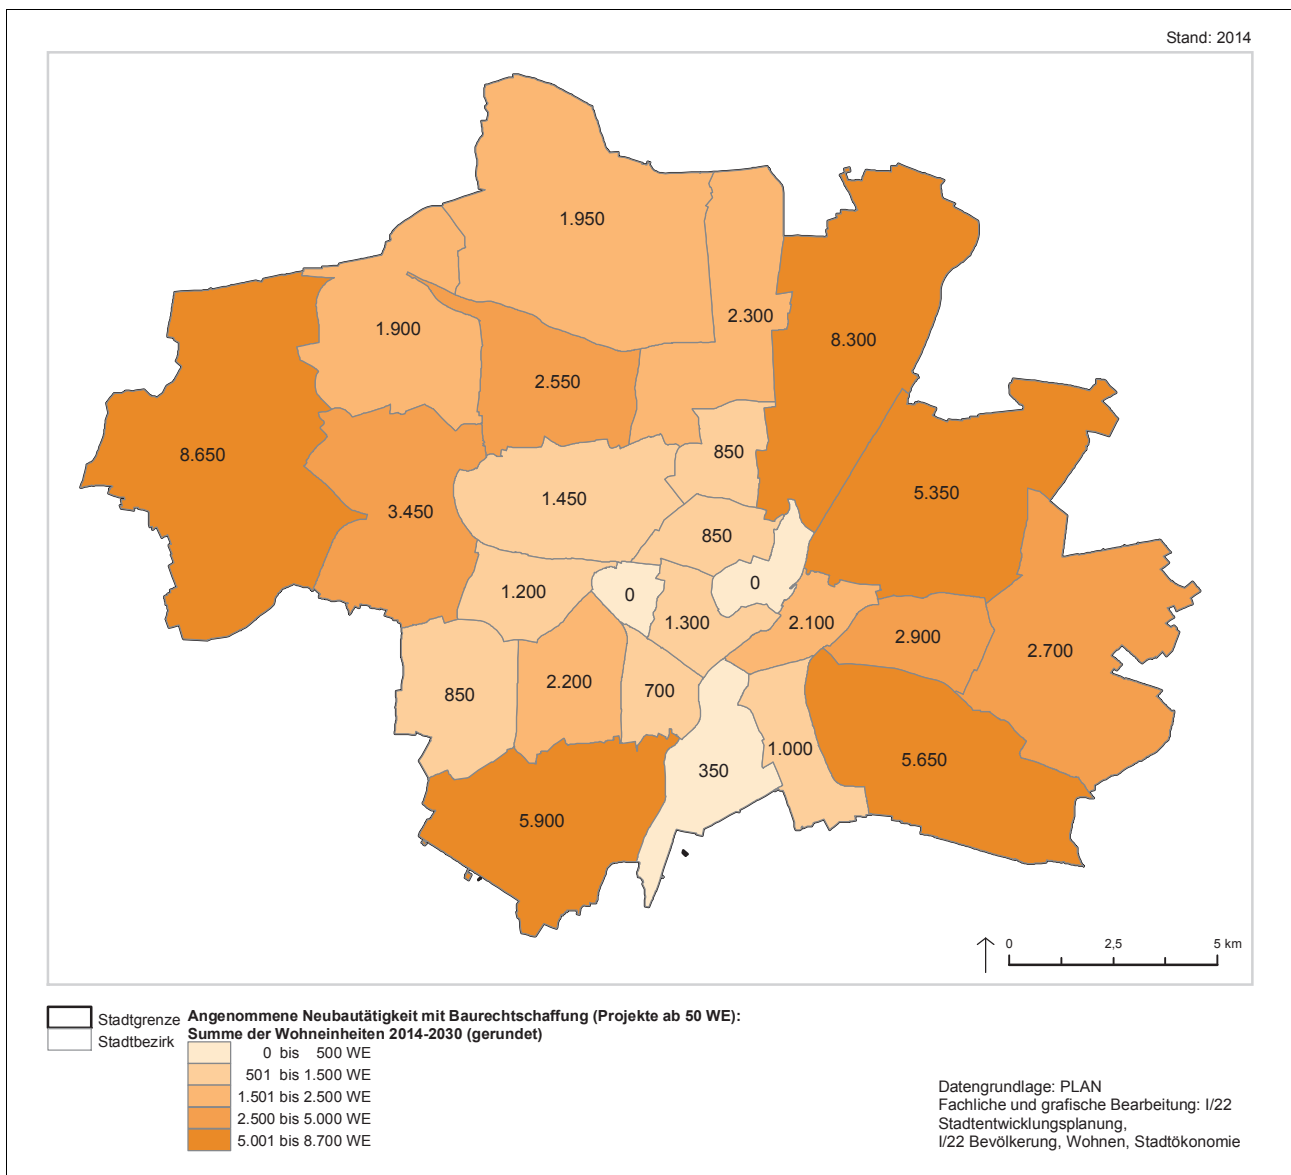 Stand: 2014
1.950
2.300
1.900
8.300
2.550
8.650
850
5.350
1.450
3.450
850
0
1.200
0
1.300
2.100
2.900
2.700
2.200
700
850
1.000
5.650
350
5.900
0 2,5 5 km
Stadtgrenze
Stadtbezirk
Angenommene Neubautätigkeit mit Baurechtschaffung (Projekte ab 50 WE):
Summe der Wohneinheiten 2014-2030 (gerundet)
0 bis 500 WE
501 bis 1.500 WE
1.501 bis 2.500 WE
2.500 bis 5.000 WE
5.001 bis 8.700 WE
Datengrundlage: PLAN
Fachliche und grafische Bearbeitung: I/22
Stadtentwicklungsplanung,
I/22 Bevölkerung, Wohnen, Stadtökonomie